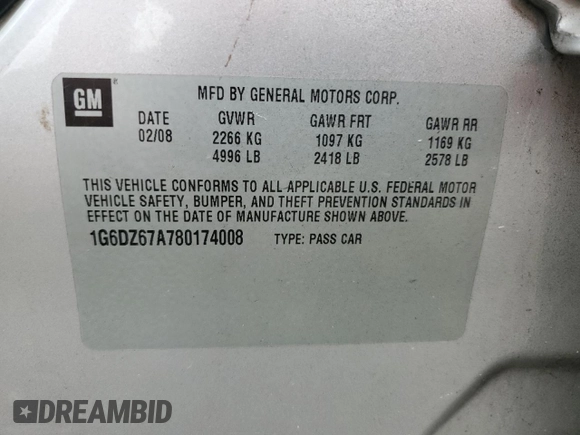 GM
MFD BY GENERAL MOTORS CORP.
DATE GVWR GAWR FRT GAWR RR
02/08 2266 KG 1097 KG 1169 KG
4996 LB 2418 LB 2578 LB
THIS VEHICLE CONFORMS TO ALL APPLICABLE U.S. FEDERAL MOTOR
VEHICLE SAFETY, BUMPER, AND THEFT PREVENTION STANDARDS IN
EFFECT ON THE DATE OF MANUFACTURE SHOWN ABOVE.
1G6DZ67A780174008 TYPE: PASS CAR
DREAMBID